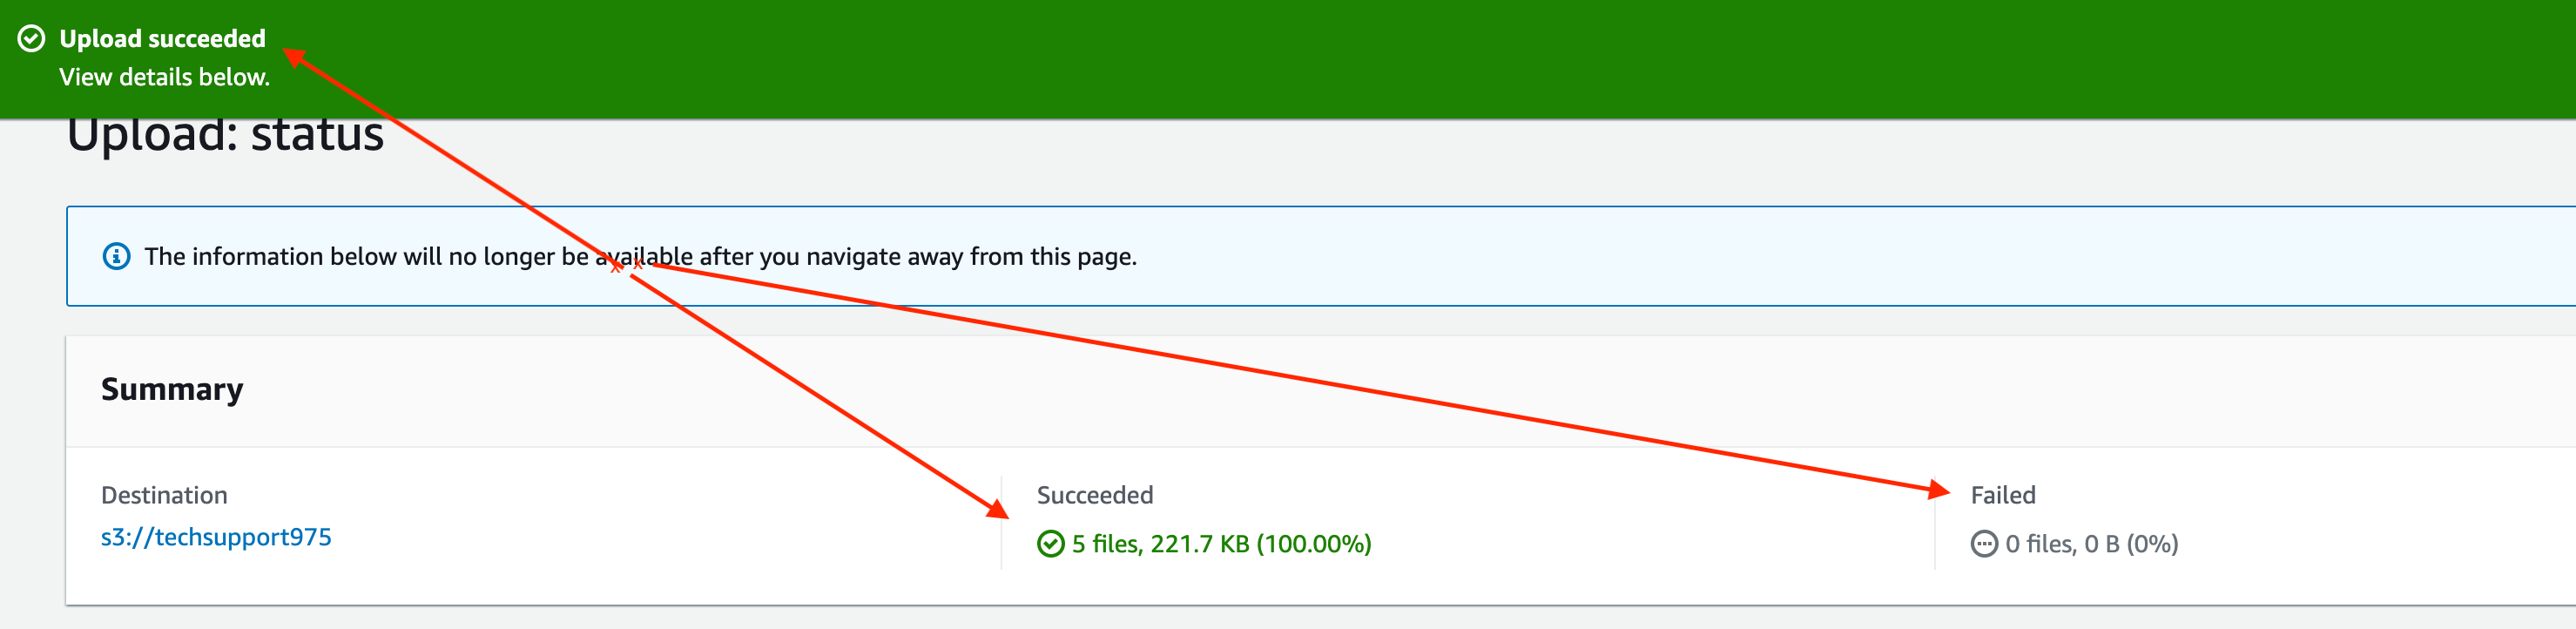 Upload succeeded
View details below.
Upload: status
The information below will no longer be available after you navigate away from this page.
Summary
Destination
s3://techsupport975
Succeeded
5 files, 221.7 KB (100.00%)
Failed
0 files, 0 B (0%)